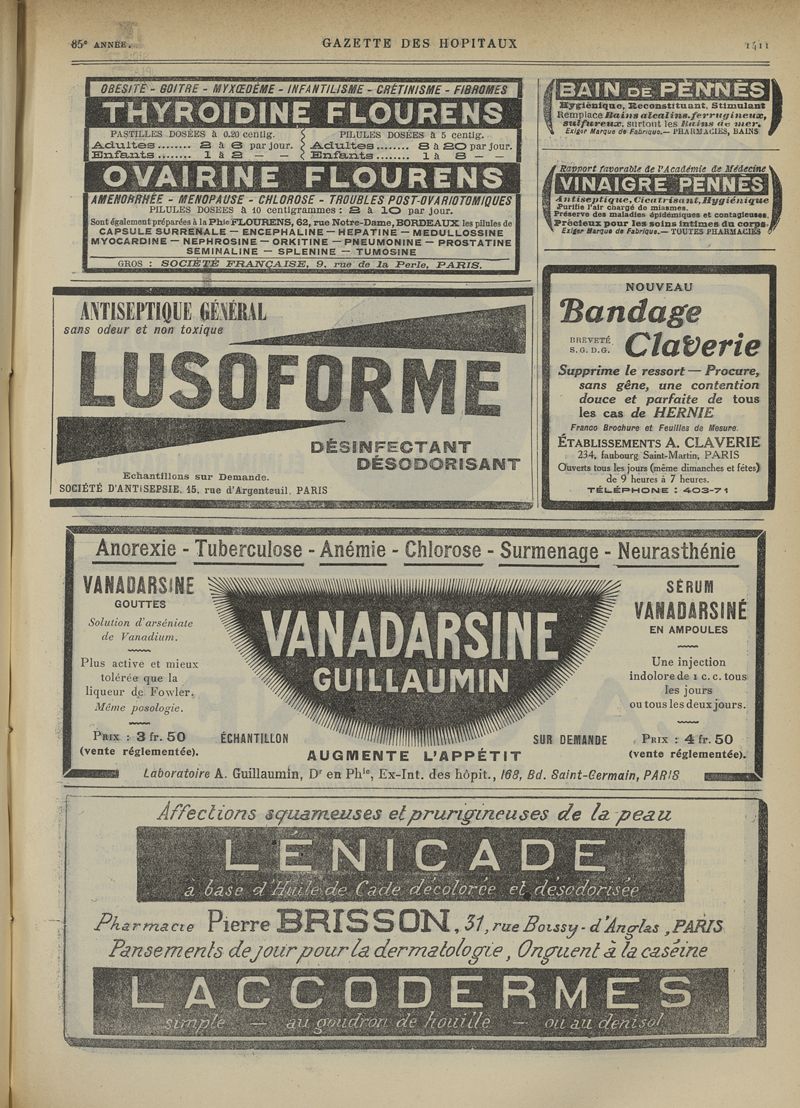 85e ANNÉE.
GAZETTE DES HOPITAUX
1411
OBÉSITÉ - GOITRE - MYXŒDÈME - INFANTILISME - CRÉTINISME - FIBROMES
THYROIDINE FLOURENS
PASTILLES DOSÉES à 0.20 centig.
Adultes........ 2 à 6 par jour.
Enfants........ 1 à 2 — —
PILULES DOSÉES à 5 centig.
Adultes........ 8 à 20 par jour.
Enfants........ 1 à 8 — —
OVAIRINE FLOURENS
AMENORRHÉE - MENOPAUSE - CHLOROSE - TROUBLES POST-OVARIOTOMIQUES
PILULES DOSÉES à 10 centigrammes : 2 à 10 par jour.
Sont également préparées à la Phie FLOURENS, 62, rue Notre-Dame, BORDEAUX les pilules de
CAPSULE SURRENALE — ENCEPHALINE — HEPATINE — MEDULLOSSINE
MYOCARDINE — NEPHROSINE — ORKITINE — PNEUMONINE — PROSTATINE
SEMINALINE — SPLENINE — TUMOSINE
GROS : SOCIÉTÉ FRANÇAISE, 9, rue de la Perle, PARIS.
BAIN DE PENNÈS
Hygiénique, Reconstituant, Stimulant
Remplace Bains alcalins, ferrugineux,
sulfureux, surtout les Bains de mer.
Exiger Marque de Fabrique. — PHARMACIES, BAINS
Rapport favorable de l'Académie de Médecine
VINAIGRE PENNÈS
Antiseptique, Cicatrisant, Hygiénique
Purifie l'air chargé de miasmes.
Préserve des maladies épidémiques et contagieuses.
Précieux pour les soins intimes du corps.
Exiger Marque de Fabrique. — TOUTES PHARMACIES
ANTISEPTIQUE GÉNÉRAL
sans odeur et non toxique
LUSOFORME
DÉSINFECTANT
DÉSODORISANT
Echantillons sur Demande.
SOCIÉTÉ D'ANTISEPSIE, 15, rue d'Argenteuil, PARIS
NOUVEAU
Bandage
BREVETÉ
S. G. D. G.
Claverie
Supprime le ressort — Procure,
sans gêne, une contention
douce et parfaite de tous
les cas de HERNIE
Franco Brochure et Feuilles de Mesure.
ÉTABLISSEMENTS A. CLAVERIE
234, faubourg Saint-Martin, PARIS
Ouverts tous les jours (même dimanches et fêtes)
de 9 heures à 7 heures.
TÉLÉPHONE : 403-71
Anorexie - Tuberculose - Anémie - Chlorose - Surmenage - Neurasthénie
VANADARSINE
GOUTTES
Solution d'arséniate
de Vanadium.
Plus active et mieux
tolérée que la
liqueur de Fowler.
Même posologie.
PRIX : 3 fr. 50
(vente réglementée).
VANADARSINE
GUILLAUMIN
ÉCHANTILLON
SUR DEMANDE
AUGMENTE L'APPÉTIT
SÉRUM
VANADARSINÉ
EN AMPOULES
Une injection
indolore de 1 c. c. tous
les jours
ou tous les deux jours.
PRIX : 4 fr. 50
(vente réglementée).
Laboratoire A. Guillaumin, Dr en Phie, Ex-Int. des hôpit., 168, Bd. Saint-Germain, PARIS
Affections squameuses et prurigineuses de la peau
LÉNICADE
à base d'Huile de Cade décolorée et désodorisée
Pharmacie Pierre BRISSON, 31, rue Boissy-d'Anglas, PARIS
Pansements de jour pour la dermatologie, Onguent à la caséine
LACCODERMES
simple — au goudron de houille — ou au denisol